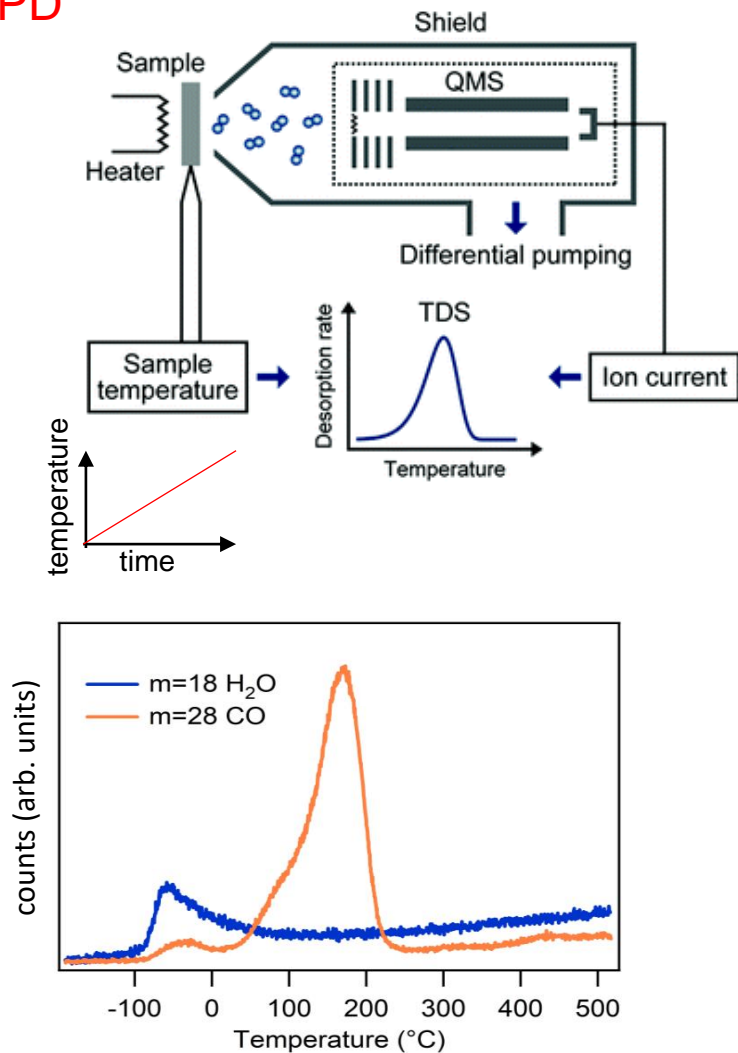 PD
Shield
Sample
QMS
Heater
Differential pumping
TDS
Desorption rate
Sample
temperature
Ion current
Temperature
temperature
time
m=18 H₂O
m=28 CO
counts (arb. units)
-100 0 100 200 300 400 500
Temperature (°C)